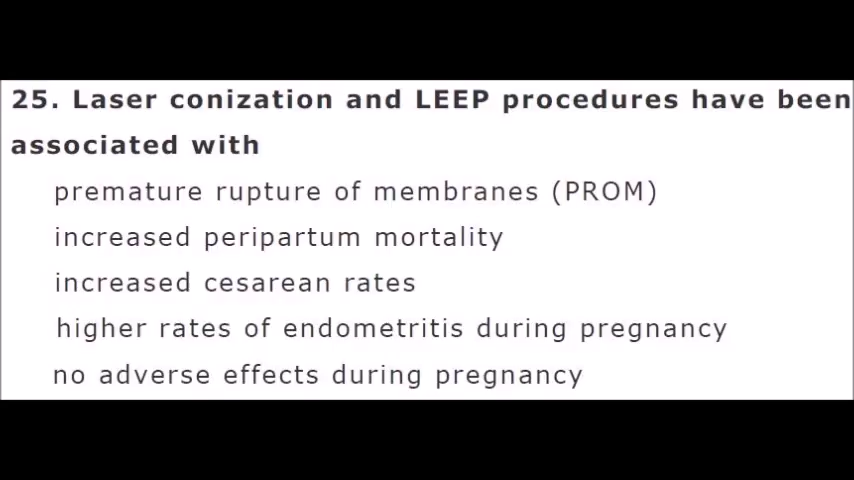 25. Laser conization and LEEP procedures have been
associated with
premature rupture of membranes (PROM)
increased peripartum mortality
increased cesarean rates
higher rates of endometritis during pregnancy
no adverse effects during pregnancy